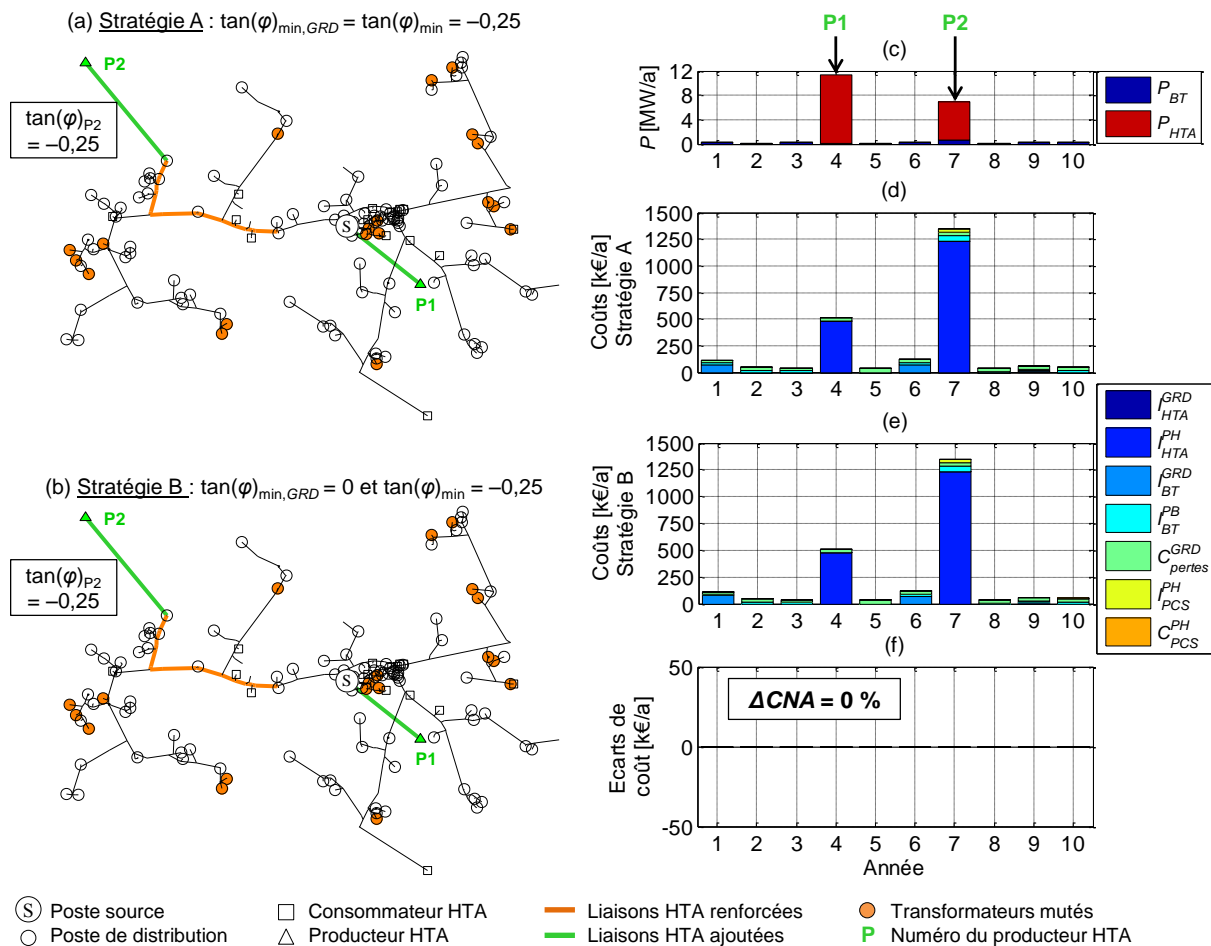 (a) Stratégie A : tan(φ)min,GRD = tan(φ)min = –0,25
P2
tan(φ)P2
= –0,25
S
P1
(b) Stratégie B : tan(φ)min,GRD = 0 et tan(φ)min = –0,25
P2
tan(φ)P2
= –0,25
S
P1
P1 P2
(c)
P [MW/a]
12
8
4
0
1 2 3 4 5 6 7 8 9 10
PBT
PHTA
(d)
Coûts [k€/a]
Stratégie A
1500
1250
1000
750
500
250
0
1 2 3 4 5 6 7 8 9 10
(e)
Coûts [k€/a]
Stratégie B
1500
1250
1000
750
500
250
0
1 2 3 4 5 6 7 8 9 10
I GRD HTA
I PH HTA
I GRD BT
I PB BT
C GRD pertes
I PH PCS
C PH PCS
(f)
Ecarts de
coût [k€/a]
50
0
-50
ΔCNA = 0 %
1 2 3 4 5 6 7 8 9 10
Année
S Poste source
Poste de distribution
Consommateur HTA
Producteur HTA
Liaisons HTA renforcées
Liaisons HTA ajoutées
Transformateurs mutés
P Numéro du producteur HTA